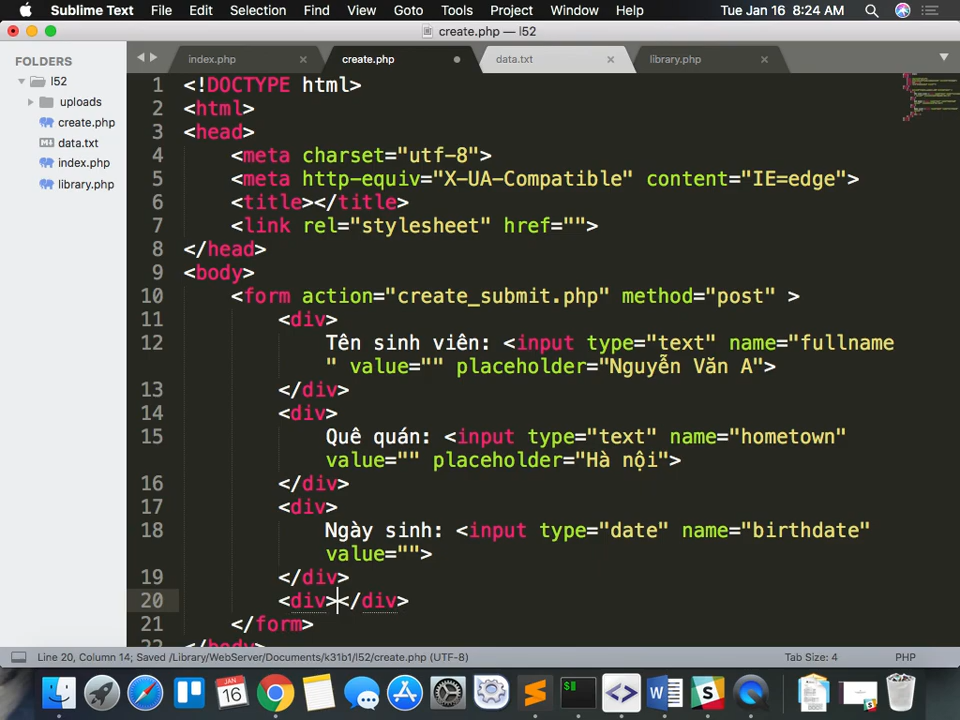 Sublime Text File Edit Selection Find View Goto Tools Project Window Help Tue Jan 16 8:24 AM
create.php — l52
FOLDERS
l52
uploads
create.php
data.txt
index.php
library.php
index.php create.php data.txt library.php
1 <!DOCTYPE html>
2 <html>
3 <head>
4 <meta charset="utf-8">
5 <meta http-equiv="X-UA-Compatible" content="IE=edge">
6 <title></title>
7 <link rel="stylesheet" href="">
8 </head>
9 <body>
10 <form action="create_submit.php" method="post" >
11 <div>
12 Tên sinh viên: <input type="text" name="fullname
" value="" placeholder="Nguyễn Văn A">
13 </div>
14 <div>
15 Quê quán: <input type="text" name="hometown"
value="" placeholder="Hà nội">
16 </div>
17 <div>
18 Ngày sinh: <input type="date" name="birthdate"
value="">
19 </div>
20 <div></div>
21 </form>
22 </body>
Line 20, Column 14; Saved /Library/WebServer/Documents/k31b1/l52/create.php (UTF-8) Tab Size: 4 PHP
JAN
16